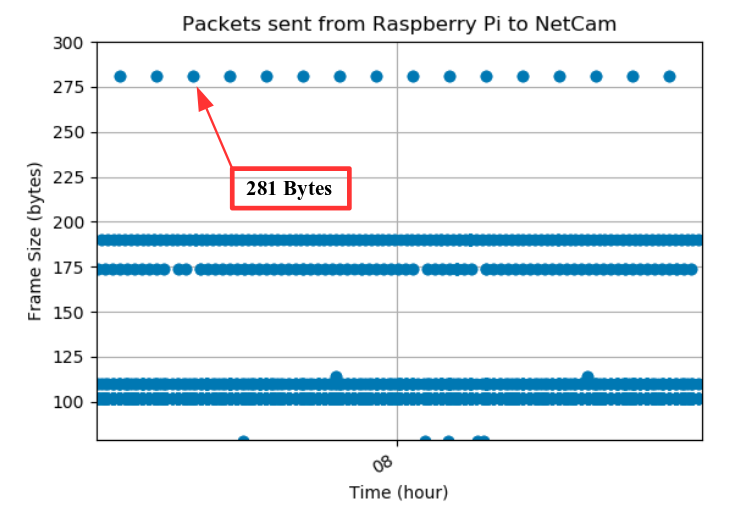 Packets sent from Raspberry Pi to NetCam
300
275
250
225
200
175
150
125
100
Frame Size (bytes)
281 Bytes
08
Time (hour)